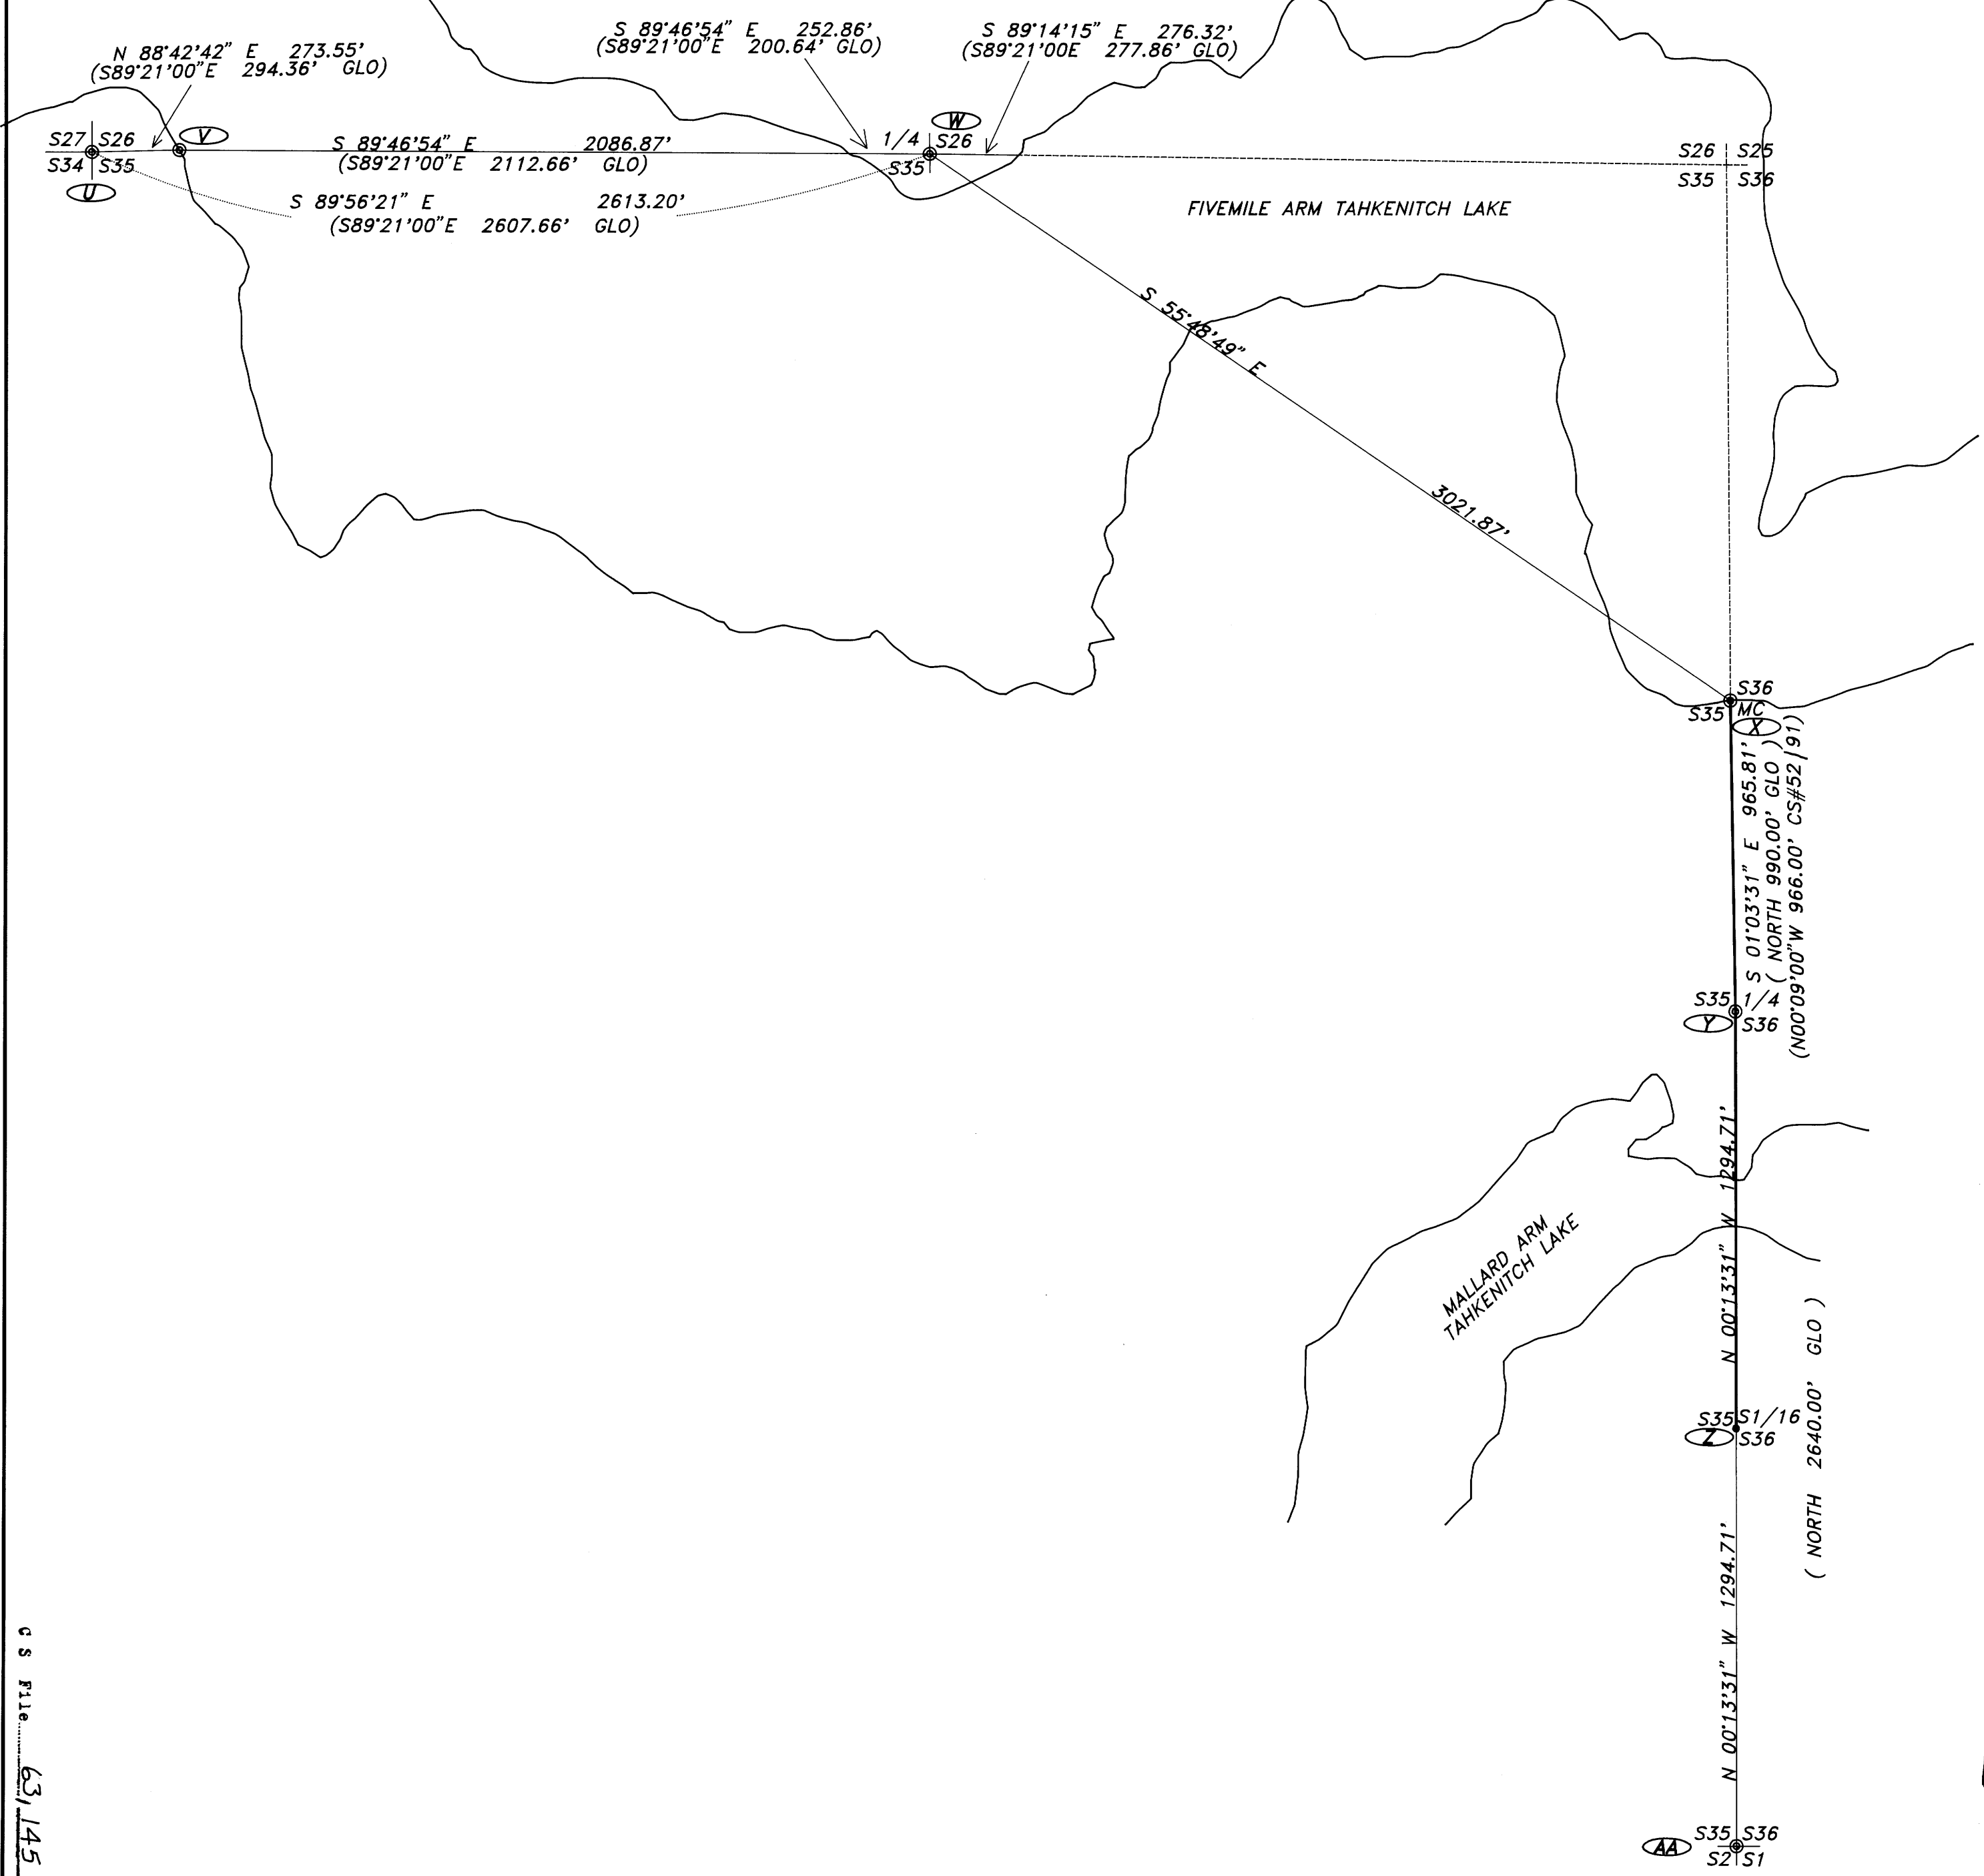 N 88°42'42" E 273.55'
(S89°21'00"E 294.36' GLO)
S 89°46'54" E 252.86'
(S89°21'00"E 200.64' GLO)
S 89°14'15" E 276.32'
(S89°21'00E 277.86' GLO)
S27 S26
S34 S35
U
V
S 89°46'54" E 2086.87'
(S89°21'00"E 2112.66' GLO)
S 89°56'21" E 2613.20'
(S89°21'00"E 2607.66' GLO)
W
1/4 S26
S35
S26 S25
S35 S36
FIVEMILE ARM TAHKENITCH LAKE
S 55°48'49" E
3021.87'
S36
S35 MC
X
S 01°03'31" E 965.81'
( NORTH 990.00' GLO )
(N00°09'00"W 966.00' CS#52/91)
S35 1/4
Y S36
N 00°13'31" W 1294.71'
MALLARD ARM
TAHKENITCH LAKE
( NORTH 2640.00' GLO )
S35 S1/16
Z S36
N 00°13'31" W 1294.71'
S35 S36
AA
S2 S1
C S File 63,145